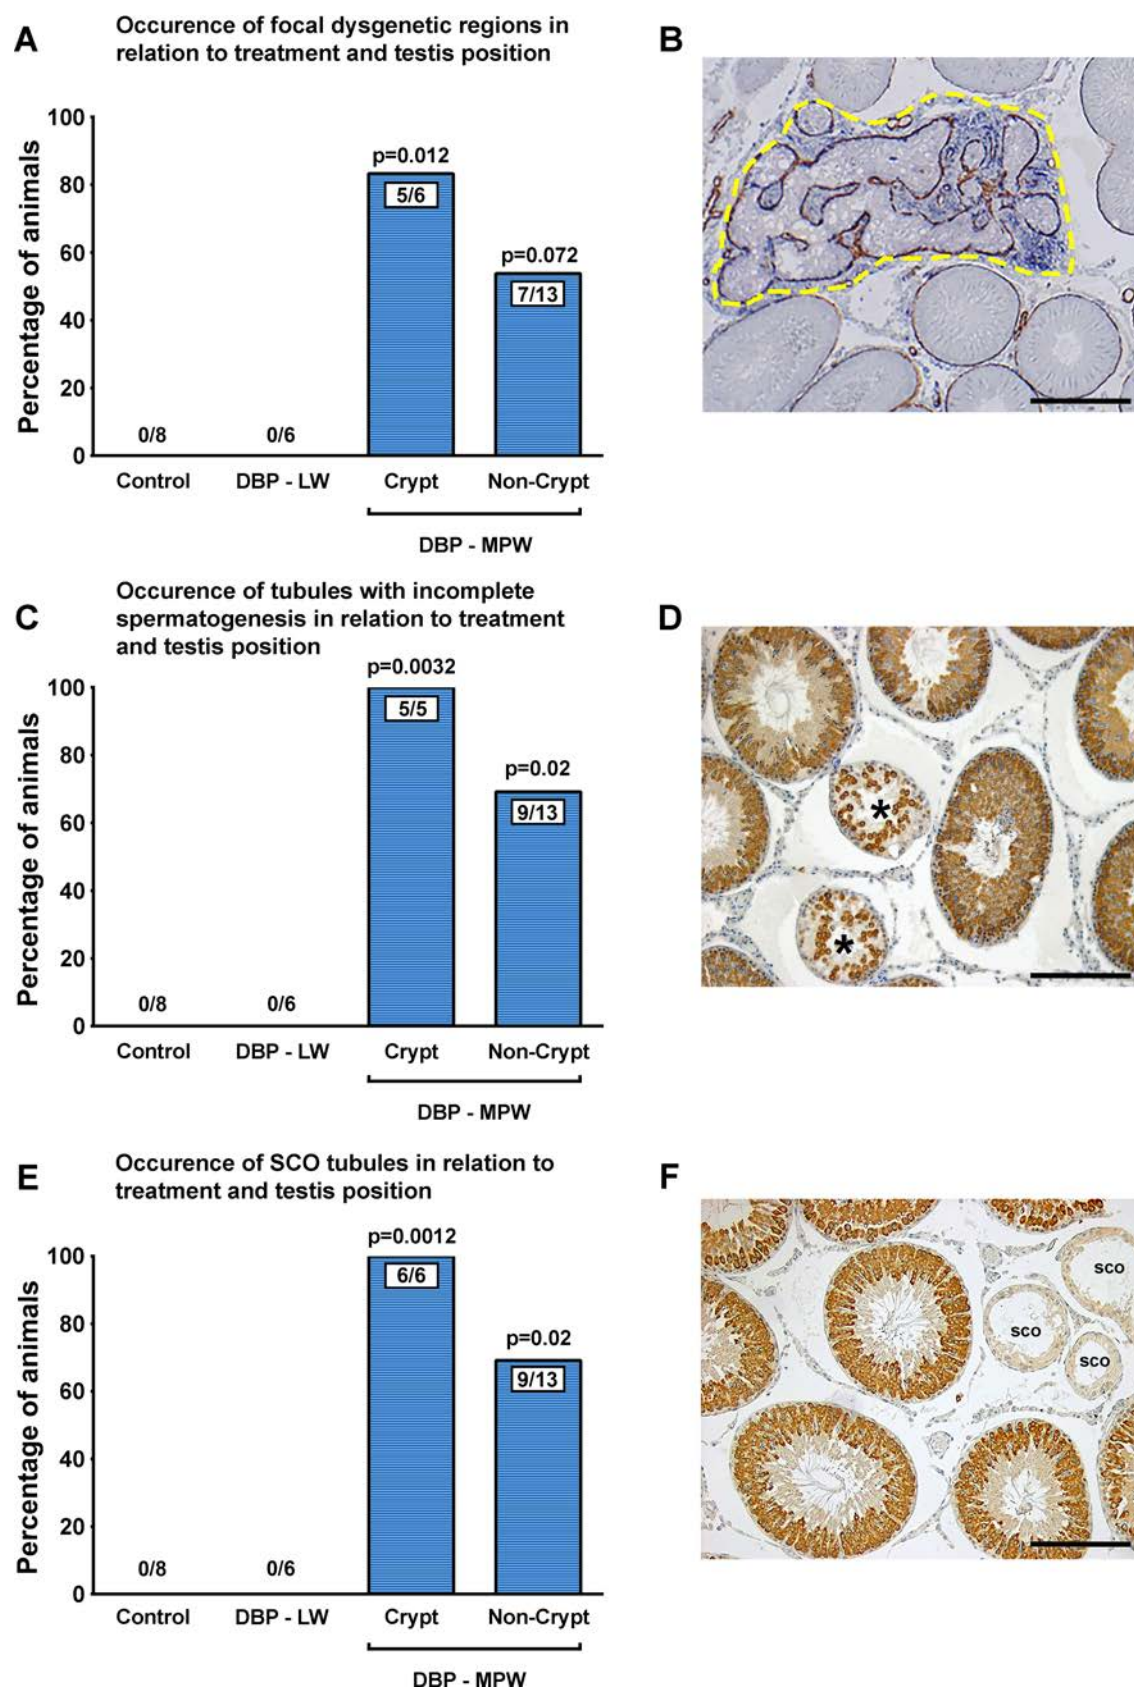 A
Occurence of focal dysgenetic regions in
relation to treatment and testis position
Percentage of animals
100
80
60
40
20
0
0/8
0/6
p=0.012
5/6
p=0.072
7/13
Control
DBP - LW
Crypt
Non-Crypt
DBP - MPW
B
C
Occurence of tubules with incomplete
spermatogenesis in relation to treatment
and testis position
Percentage of animals
100
80
60
40
20
0
0/8
0/6
p=0.0032
5/5
p=0.02
9/13
Control
DBP - LW
Crypt
Non-Crypt
DBP - MPW
D
*
*
E
Occurence of SCO tubules in relation to
treatment and testis position
Percentage of animals
100
80
60
40
20
0
0/8
0/6
p=0.0012
6/6
p=0.02
9/13
Control
DBP - LW
Crypt
Non-Crypt
DBP - MPW
F
SCO
SCO
SCO